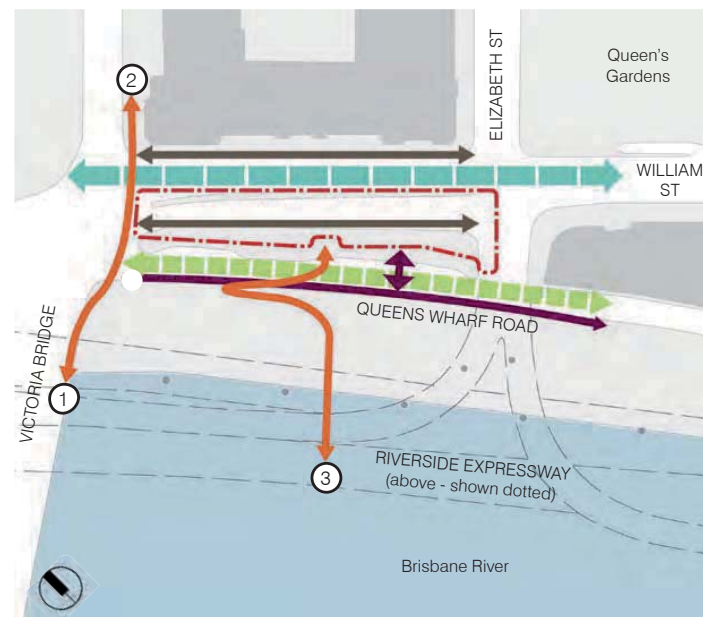 2
ELIZABETH ST
Queen's
Gardens
WILLIAM
ST
QUEENS WHARF ROAD
VICTORIA BRIDGE
1
3
RIVERSIDE EXPRESSWAY
(above - shown dotted)
Brisbane River